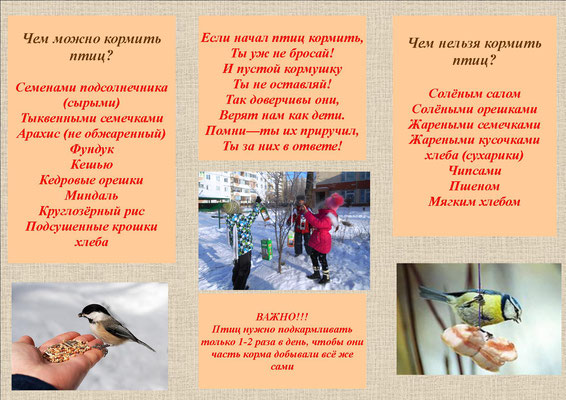 Чем можно кормить
птиц?
Семенами подсолнечника
(сырыми)
Тыквенными семечками
Арахис (не обжаренный)
Фундук
Кешью
Кедровые орешки
Миндаль
Круглозёрный рис
Подсушенные крошки
хлеба
Если начал птиц кормить,
Ты уж не бросай!
И пустой кормушку
Ты не оставляй!
Так доверчивы они,
Верят нам как дети.
Помни—ты их приручил,
Ты за них в ответе!
ВАЖНО!!!
Птиц нужно подкармливать
только 1-2 раза в день, чтобы они
часть корма добывали всё же
сами
Чем нельзя кормить
птиц?
Солёным салом
Солёными орешками
Жареными семечками
Жареными кусочками
хлеба (сухарики)
Чипсами
Пшеном
Мягким хлебом